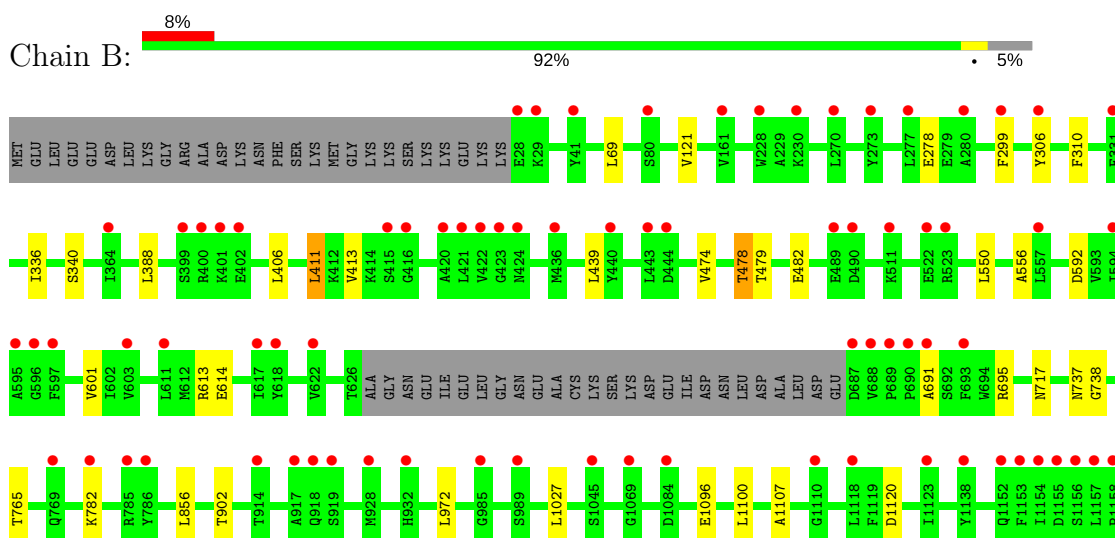 8%
Chain B:
92% • 5%
MET GLU LEU GLU GLU ASP LEU LYS GLY ARG ALA ASP LYS ASN PHE SER LYS MET GLY LYS LYS SER LYS LYS GLU LYS LYS E28 K29 Y41 L69 S80 V121 V161 W228 A229 K230 L270 Y273 L277 E278 E279 A280 F299 Y306 F310 E331
I336 S340 I364 L388 S399 R400 K401 E402 L406 L411 K412 V413 K414 S415 G416 A420 L421 V422 G423 N424 M436 L439 Y440 L443 D444 V474 T478 T479 E482 E489 D490 K511 E522 R523 L550 A556 L557 D592 V593 I594
A595 G596 F597 V601 I602 V603 L611 M612 R613 E614 I617 Y618 V622 T626 ALA GLY ASN GLU ILE GLU LEU GLY ASN GLU ALA CYS LYS LYS ASP GLU ILE ASP ASN LEU ASP ALA LEU ASP GLU D687 V688 P689 P690 A691 S692 F693 W694 R695 N717 N737 G738
T765 Q769 K782 R785 Y786 L856 T902 T914 A917 Q918 S919 M928 H932 L972 G985 S989 L1027 S1045 G1069 D1084 E1096 L1100 A1107 G1110 L1118 F1119 D1120 I1123 Y1138 Q1152 F1153 I1154 D1155 S1156 L1157